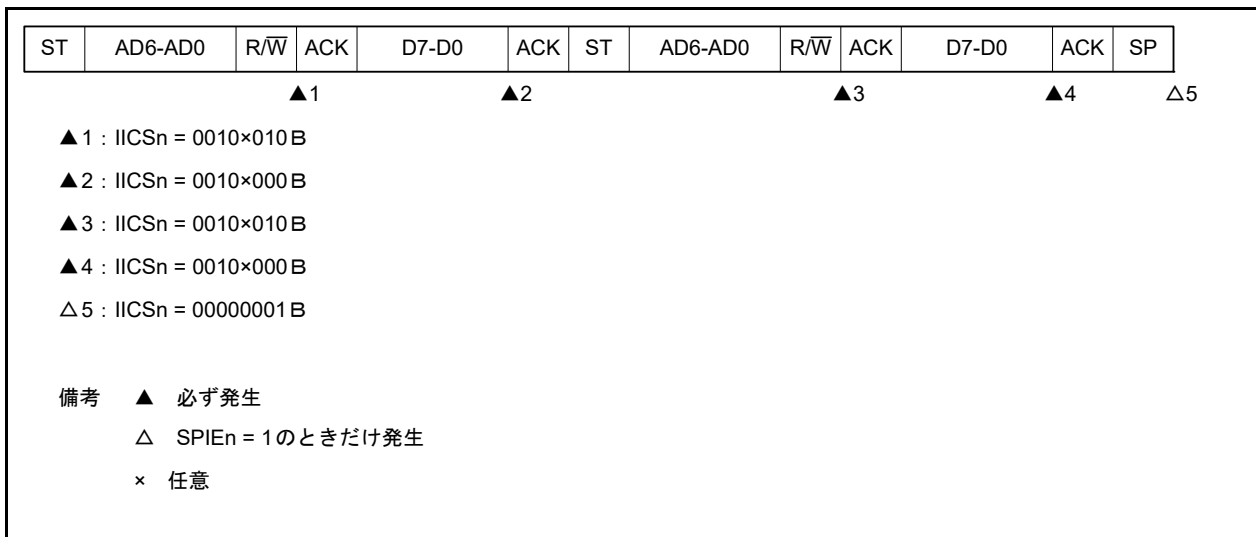 ST AD6-AD0 R/W̅ ACK D7-D0 ACK ST AD6-AD0 R/W̅ ACK D7-D0 ACK SP
▲1 ▲2 ▲3 ▲4 △5
▲1：IICSn = 0010×010B
▲2：IICSn = 0010×000B
▲3：IICSn = 0010×010B
▲4：IICSn = 0010×000B
△5：IICSn = 00000001B
備考 ▲ 必ず発生
△ SPIEn = 1のときだけ発生
× 任意